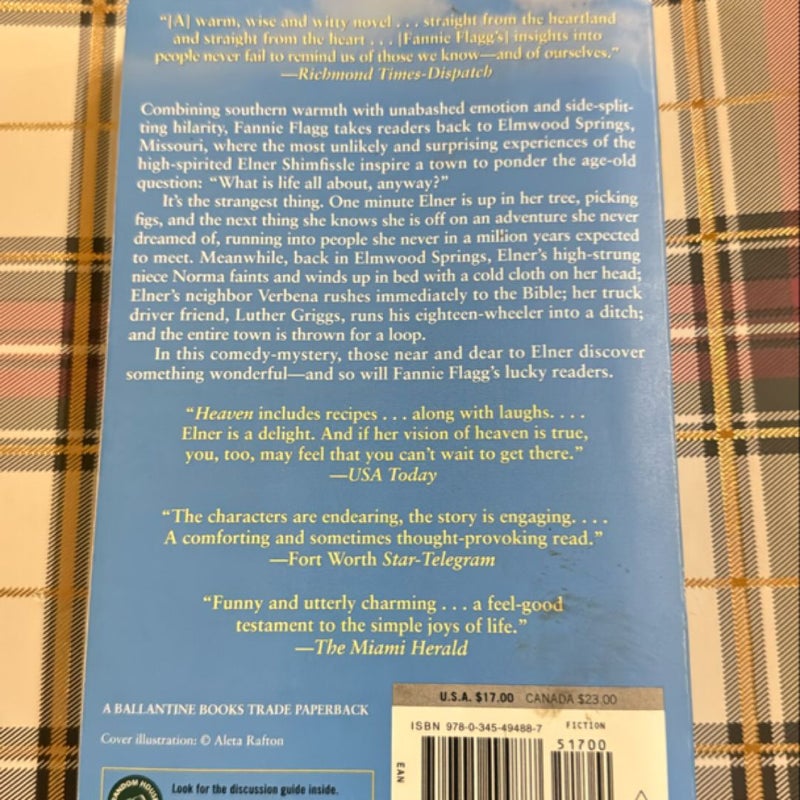 “[A] warm, wise and witty novel . . . straight from the heartland
and straight from the heart . . . [Fannie Flagg’s] insights into
people never fail to remind us of those we know—and of ourselves.”
—Richmond Times-Dispatch
Combining southern warmth with unabashed emotion and side-split-
ting hilarity, Fannie Flagg takes readers back to Elmwood Springs,
Missouri, where the most unlikely and surprising experiences of the
high-spirited Elner Shimfissle inspire a town to ponder the age-old
question: “What is life all about, anyway?”
It’s the strangest thing. One minute Elner is up in her tree, picking
figs, and the next thing she knows she is off on an adventure she never
dreamed of, running into people she never in a million years expected
to meet. Meanwhile, back in Elmwood Springs, Elner’s high-strung
niece Norma faints and winds up in bed with a cold cloth on her head;
Elner’s neighbor Verbena rushes immediately to the Bible; her truck
driver friend, Luther Griggs, runs his eighteen-wheeler into a ditch;
and the entire town is thrown for a loop.
In this comedy-mystery, those near and dear to Elner discover
something wonderful—and so will Fannie Flagg’s lucky readers.
“Heaven includes recipes . . . along with laughs. . . .
Elner is a delight. And if her vision of heaven is true,
you, too, may feel that you can’t wait to get there.”
—USA Today
“The characters are endearing, the story is engaging. . . .
A comforting and sometimes thought-provoking read.”
—Fort Worth Star-Telegram
“Funny and utterly charming . . . a feel-good
testament to the simple joys of life.”
—The Miami Herald
A BALLANTINE BOOKS TRADE PAPERBACK
Cover illustration: © Aleta Rafton
U.S.A. $17.00 CANADA $23.00
ISBN 978-0-345-49488-7 FICTION
51700
EAN
RANDOM HOUSE
Look for the discussion guide inside.